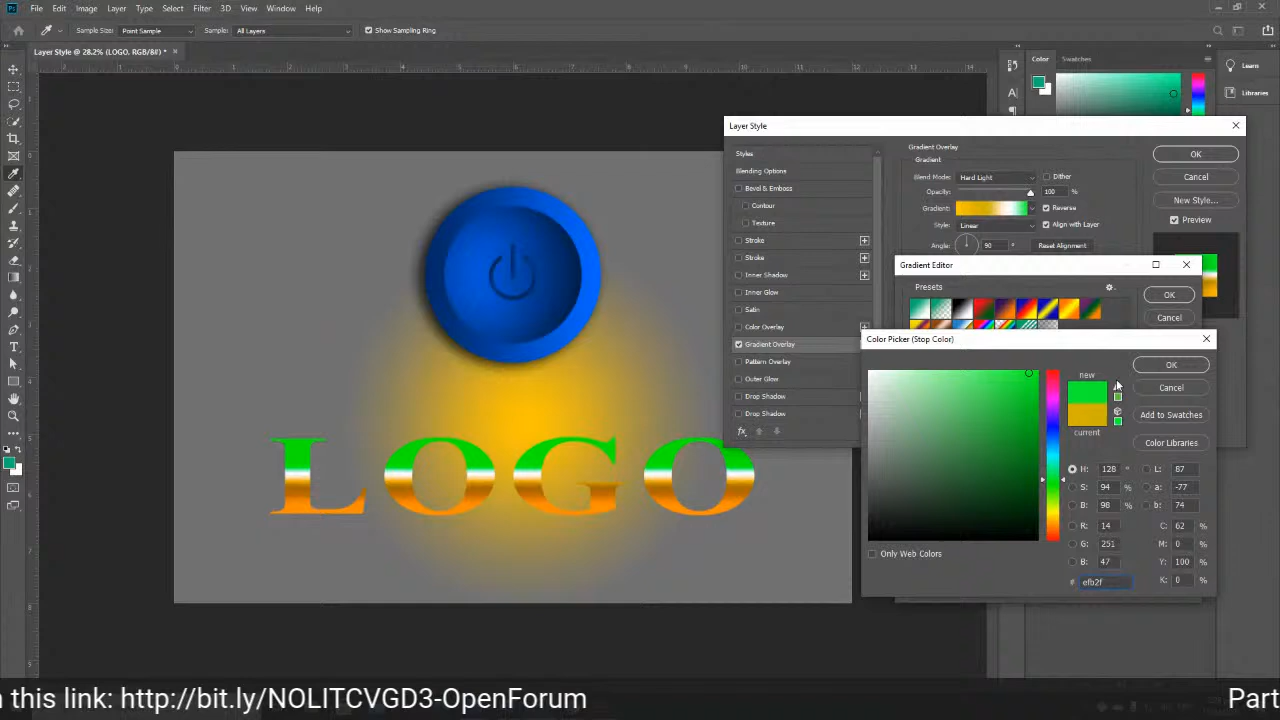 Ps File Edit Image Layer Type Select Filter 3D View Window Help
Sample Size: Point Sample Sample: All Layers Show Sampling Ring
Layer Style @ 28.2% (LOGO, RGB/8#) *
Color Swatches
Learn
Libraries
Layer Style
Styles
Blending Options
Bevel & Emboss
Contour
Texture
Stroke
Stroke
Inner Shadow
Inner Glow
Satin
Color Overlay
Gradient Overlay
Pattern Overlay
Outer Glow
Drop Shadow
Drop Shadow
fx
Gradient Overlay
Gradient
Blend Mode: Hard Light Dither
Opacity: 100 %
Gradient: Reverse
Style: Linear Align with Layer
Angle: 90 ° Reset Alignment
OK
Cancel
New Style...
Preview
Gradient Editor
Presets
OK
Cancel
Color Picker (Stop Color)
new
current
OK
Cancel
Add to Swatches
Color Libraries
H: 128 ° L: 87
S: 94 % a: -77
B: 98 % b: 74
R: 14 C: 62 %
G: 251 M: 0 %
B: 47 Y: 100 %
# efb2f K: 0 %
Only Web Colors
LOGO
this link: http://bit.ly/NOLITCVGD3-OpenForum
Part